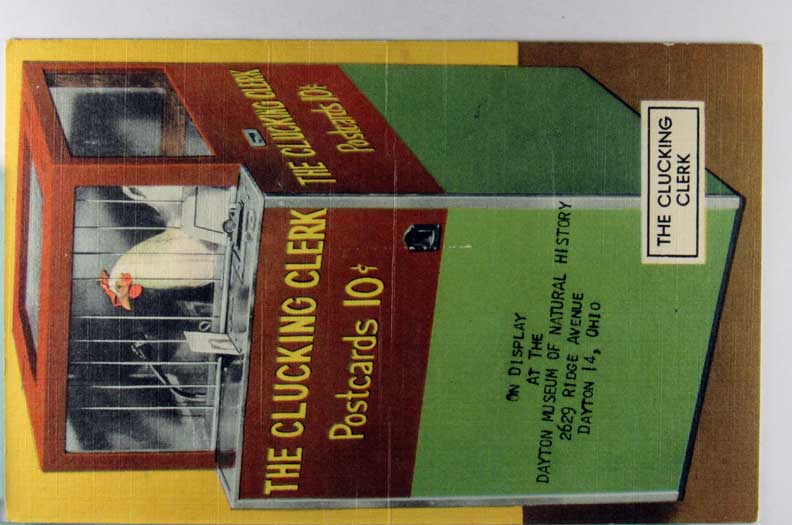 THE CLUCKING CLERK
Postcards 10¢
THE CLUCKING CLERK
Postcards 10¢
ON DISPLAY
AT THE
DAYTON MUSEUM OF NATURAL HISTORY
2629 RIDGE AVENUE
DAYTON 14, OHIO
THE CLUCKING
CLERK